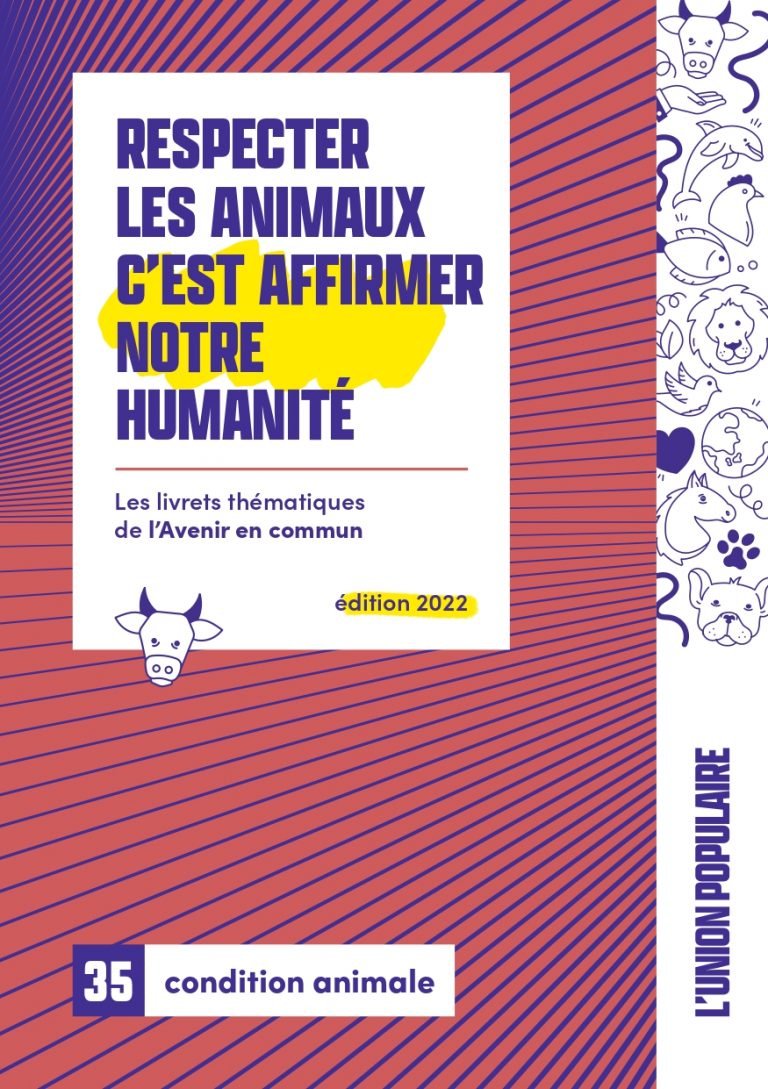 RESPECTER
LES ANIMAUX
C'EST AFFIRMER
NOTRE
HUMANITÉ
Les livrets thématiques
de l'Avenir en commun
édition 2022
35 condition animale
L'UNION POPULAIRE